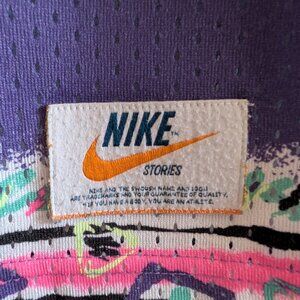 NIKE™
STORIES
NIKE AND THE SWOOSH NAME AND LOGO
ARE TRADEMARKS AND YOUR GUARANTEE OF QUALITY.
IF YOU HAVE A BODY, YOU ARE AN ATHLETE.